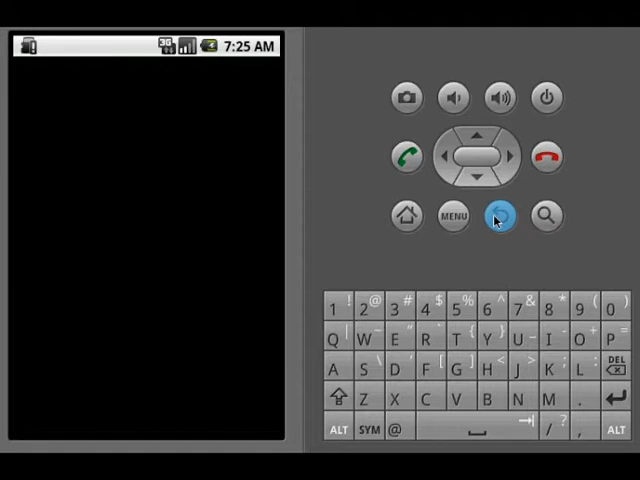 3G 7:25 AM
MENU
1 ! 2 @ 3 # 4 $ 5 % 6 ^ 7 & 8 * 9 ( 0 )
Q | W ~ E " R ` T { Y } U _ I - O + P =
A S \ D ' F [ G ] H < J > K ; L : DEL
Z X C V B N M .
ALT SYM @ / ? , ALT